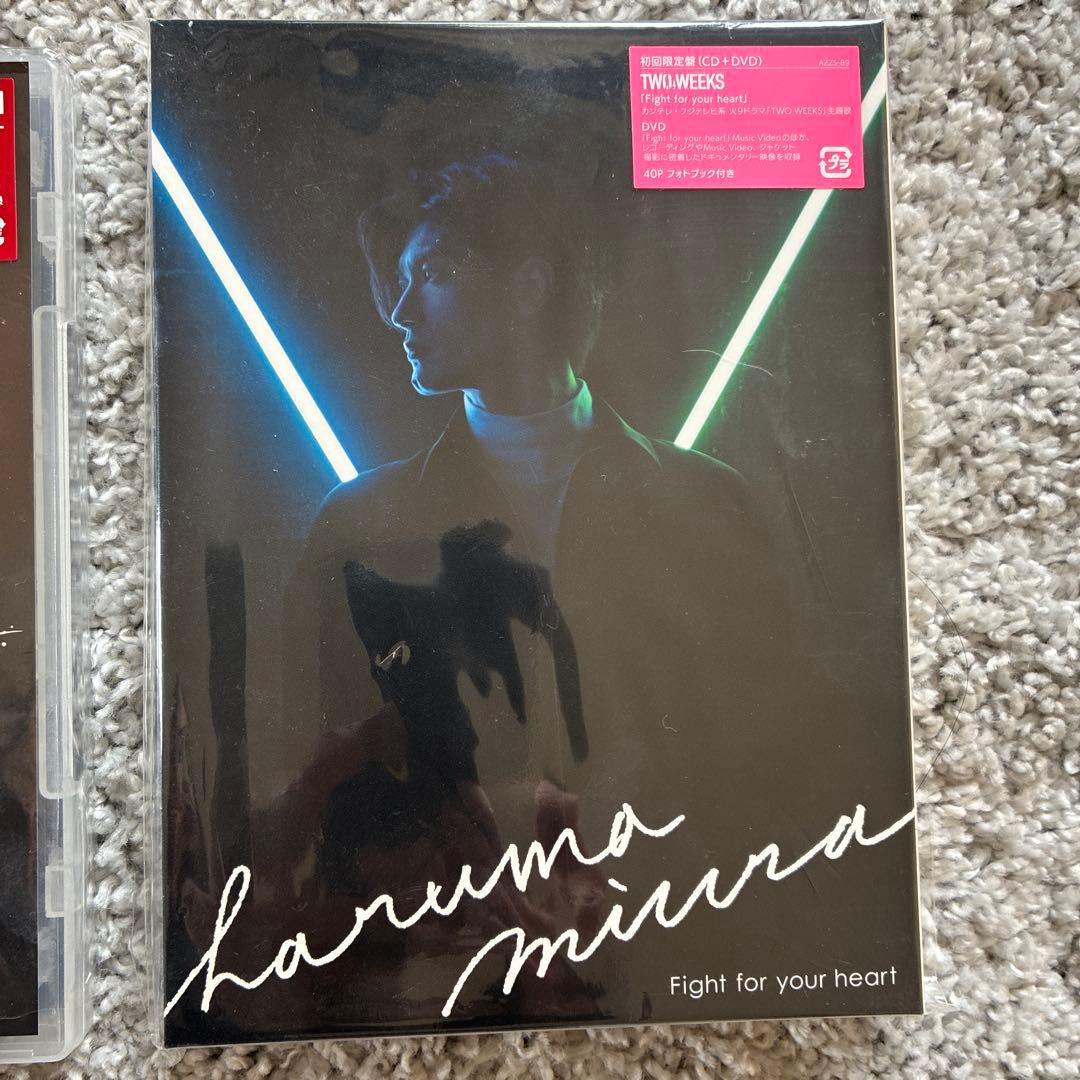 初回限定盤(CD+DVD)
AZZS-89
TWO WEEKS
「Fight for your heart」
カンテレ・フジテレビ系 火9ドラマ「TWO WEEKS」主題歌
DVD
「Fight for your heart」Music Videoのほか、
レコーディングやMusic Video、ジャケット
撮影に密着したドキュメンタリー映像を収録
40P フォトブック付き
プラ
haruma
miura
Fight for your heart